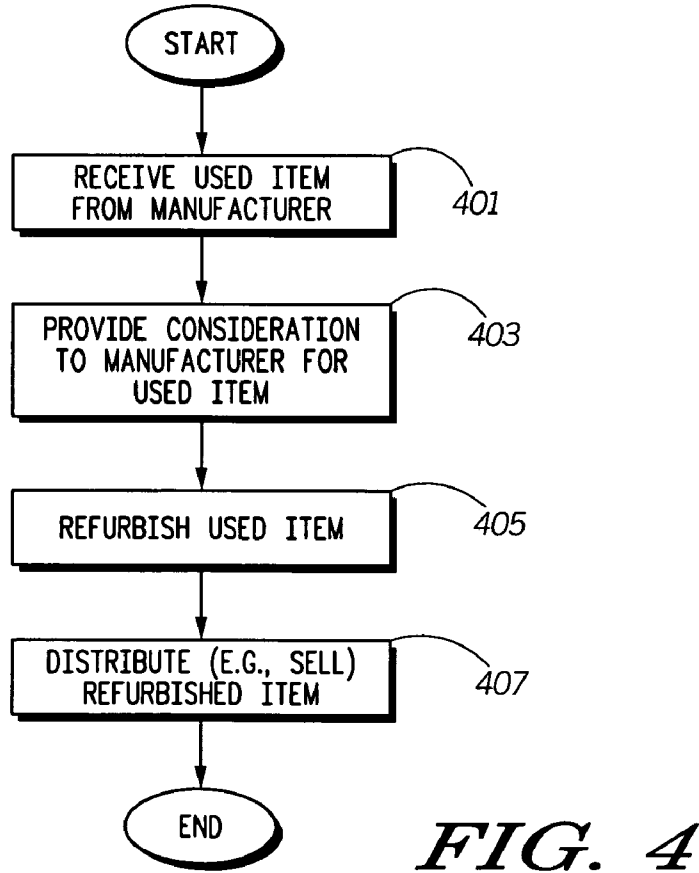 START
RECEIVE USED ITEM
FROM MANUFACTURER
401
PROVIDE CONSIDERATION
TO MANUFACTURER FOR
USED ITEM
403
REFURBISH USED ITEM
405
DISTRIBUTE (E.G., SELL)
REFURBISHED ITEM
407
END
FIG. 4